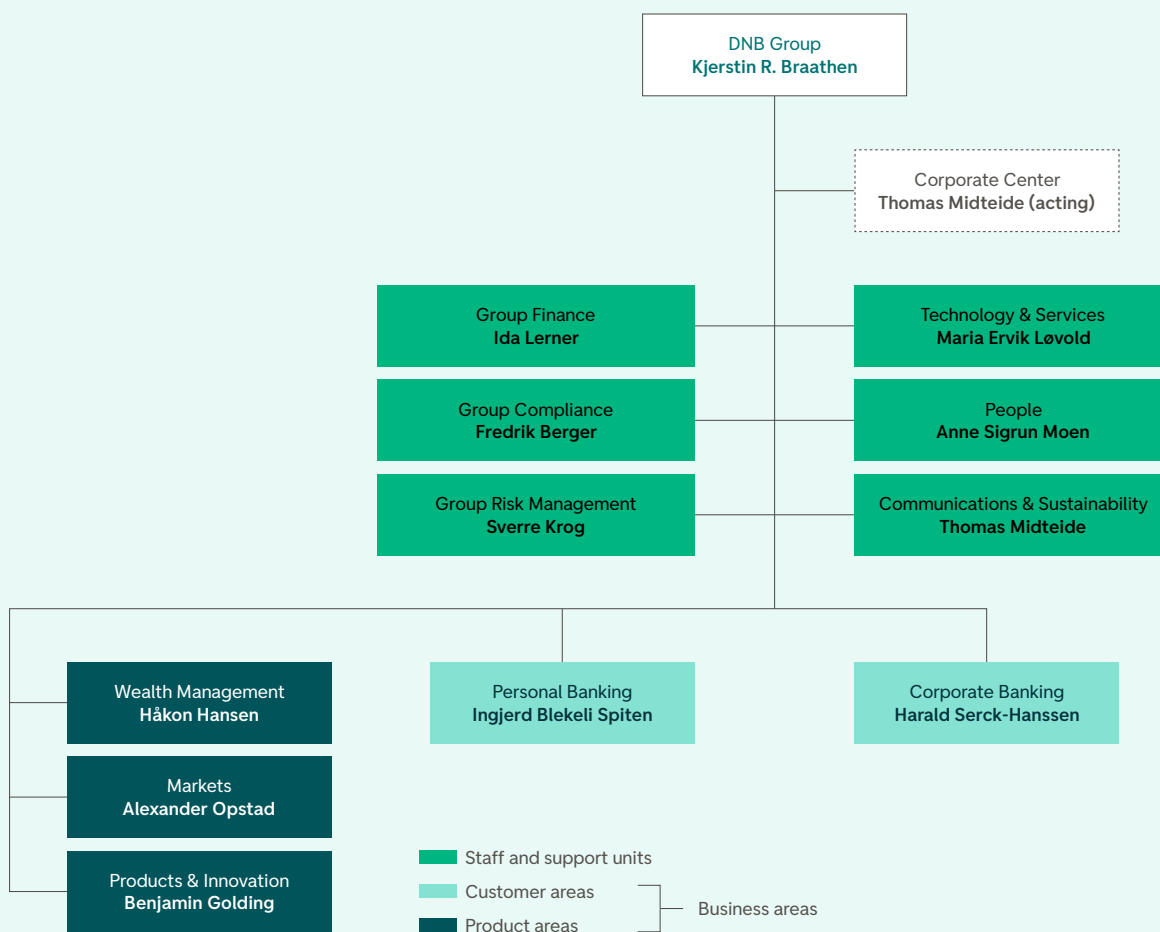 DNB Group
Kjerstin R. Braathen
Corporate Center
Thomas Midteide (acting)
Group Finance
Ida Lerner
Technology & Services
Maria Ervik Løvold
Group Compliance
Fredrik Berger
People
Anne Sigrun Moen
Group Risk Management
Sverre Krog
Communications & Sustainability
Thomas Midteide
Wealth Management
Håkon Hansen
Personal Banking
Ingjerd Blekeli Spiten
Corporate Banking
Harald Serck-Hanssen
Markets
Alexander Opstad
Products & Innovation
Benjamin Golding
Staff and support units
Customer areas
Product areas
Business areas